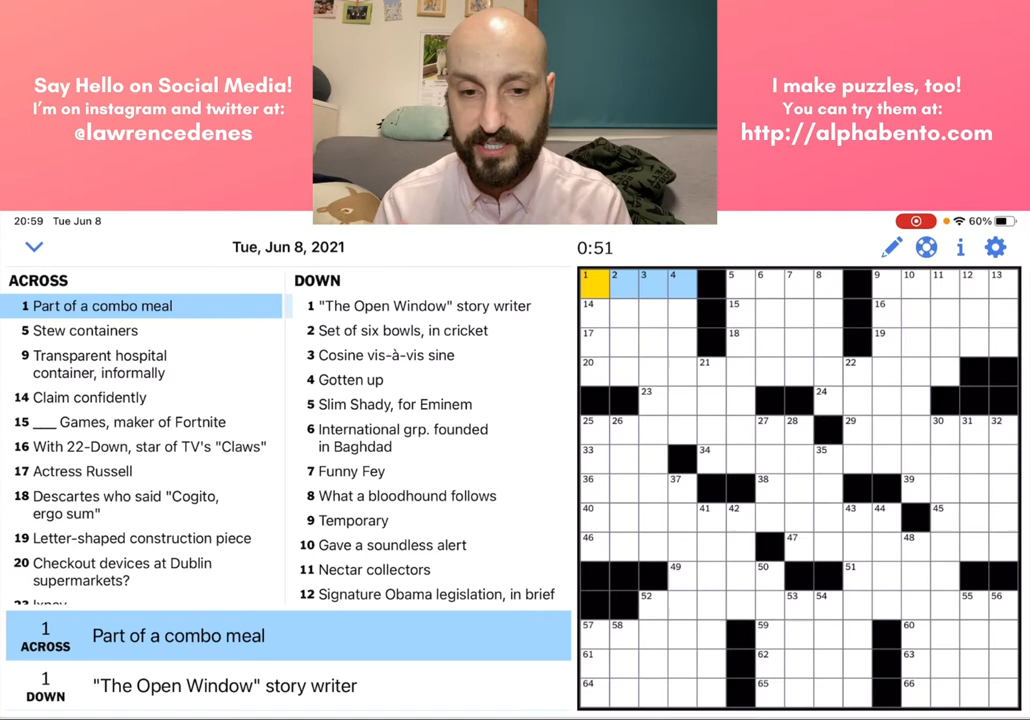 Say Hello on Social Media!
I'm on instagram and twitter at:
@lawrencedenes
I make puzzles, too!
You can try them at:
http://alphabento.com
20:59 Tue Jun 8
60%
Tue, Jun 8, 2021
0:51
ACROSS
1 Part of a combo meal
5 Stew containers
9 Transparent hospital
container, informally
14 Claim confidently
15 ___ Games, maker of Fortnite
16 With 22-Down, star of TV's "Claws"
17 Actress Russell
18 Descartes who said "Cogito,
ergo sum"
19 Letter-shaped construction piece
20 Checkout devices at Dublin
supermarkets?
DOWN
1 "The Open Window" story writer
2 Set of six bowls, in cricket
3 Cosine vis-à-vis sine
4 Gotten up
5 Slim Shady, for Eminem
6 International grp. founded
in Baghdad
7 Funny Fey
8 What a bloodhound follows
9 Temporary
10 Gave a soundless alert
11 Nectar collectors
12 Signature Obama legislation, in brief
1
ACROSS
Part of a combo meal
1
DOWN
"The Open Window" story writer
1 2 3 4 5 6 7 8 9 10 11 12 13
14 15 16
17 18 19
20 21 22
23 24
25 26 27 28 29 30 31 32
33 34 35
36 37 38 39
40 41 42 43 44 45
46 47 48
49 50 51
52 53 54 55 56
57 58 59 60
61 62 63
64 65 66